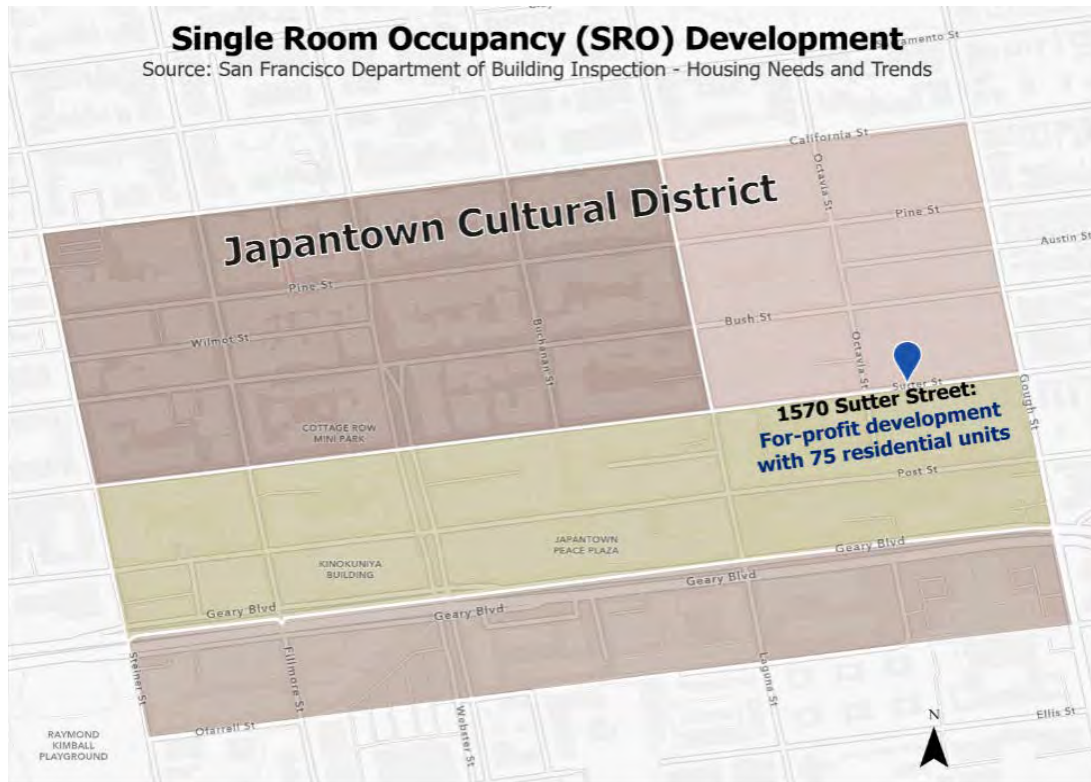 Single Room Occupancy (SRO) Development
Source: San Francisco Department of Building Inspection - Housing Needs and Trends
California St
Octavia St
Japantown Cultural District
Pine St
Austin St
Pine St
Bush St
Wilmot St
Buchanan St
Octavia St
Sutter St
Gough St
1570 Sutter Street:
For-profit development
with 75 residential units
COTTAGE ROW
MINI PARK
Post St
JAPANTOWN
PEACE PLAZA
Geary Blvd
KINOKUNIYA
BUILDING
Geary Blvd
Geary Blvd
Geary Blvd
Steiner St
Fillmore St
Laguna St
Webster St
Ofarrell St
N
Ellis St
RAYMOND
KIMBALL
PLAYGROUND